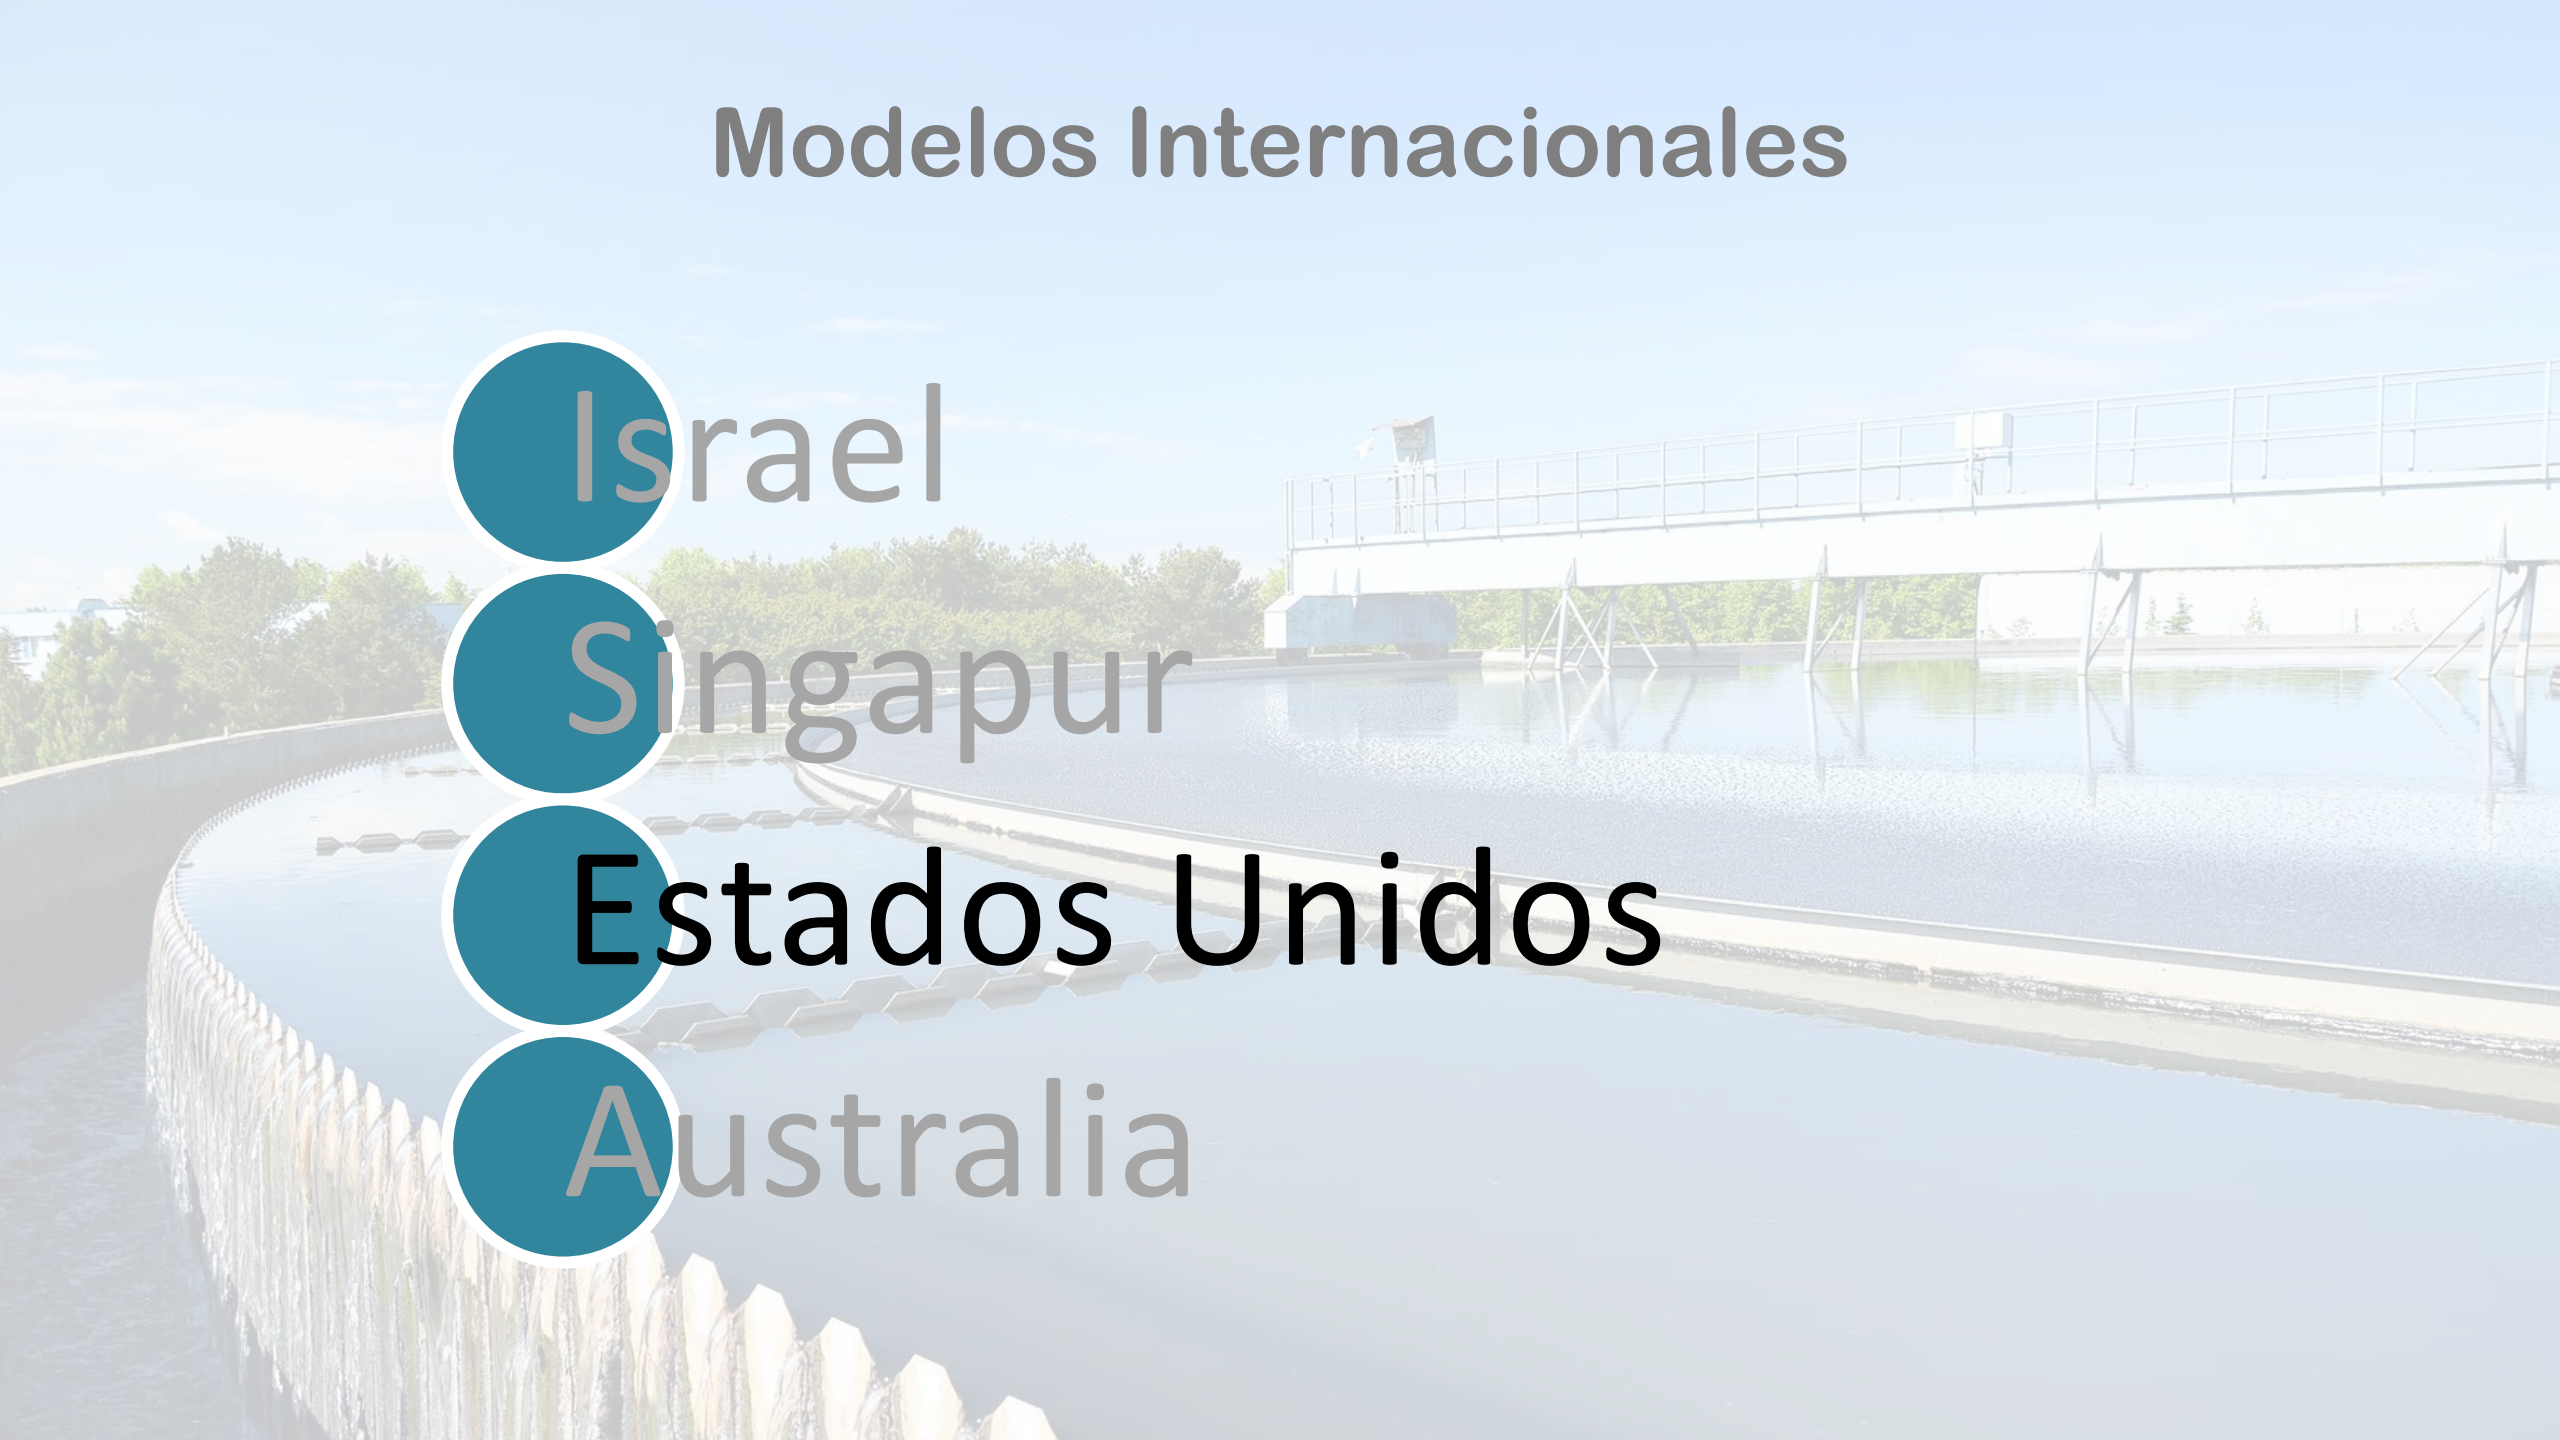 Modelos Internacionales
Israel
Singapur
Estados Unidos
Australia